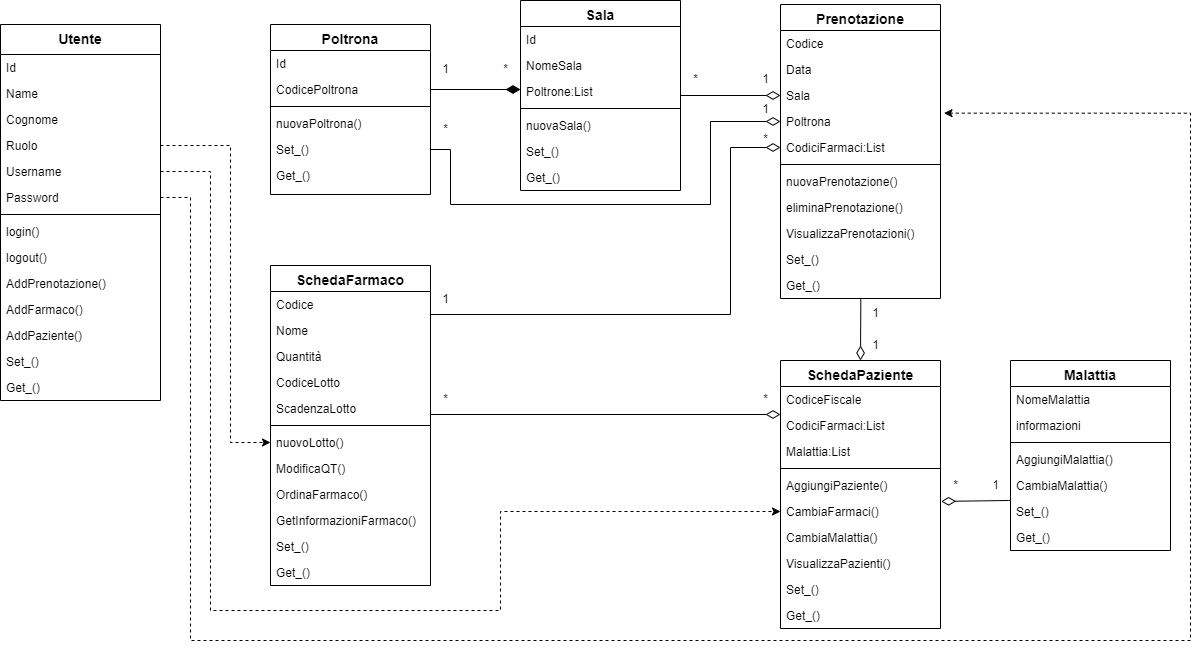 Utente
Id
Name
Cognome
Ruolo
Username
Password
login()
logout()
AddPrenotazione()
AddFarmaco()
AddPaziente()
Set_()
Get_()
Poltrona
Id
CodicePoltrona
nuovaPoltrona()
Set_()
Get_()
1
*
*
Sala
Id
NomeSala
Poltrone:List
nuovaSala()
Set_()
Get_()
*
1
1
*
Prenotazione
Codice
Data
Sala
Poltrona
CodiciFarmaci:List
nuovaPrenotazione()
eliminaPrenotazione()
VisualizzaPrenotazioni()
Set_()
Get_()
1
1
SchedaFarmaco
Codice
Nome
Quantità
CodiceLotto
ScadenzaLotto
nuovoLotto()
ModificaQT()
OrdinaFarmaco()
GetInformazioniFarmaco()
Set_()
Get_()
1
*
*
SchedaPaziente
CodiceFiscale
CodiciFarmaci:List
Malattia:List
AggiungiPaziente()
CambiaFarmaci()
CambiaMalattia()
VisualizzaPazienti()
Set_()
Get_()
*
1
Malattia
NomeMalattia
informazioni
AggiungiMalattia()
CambiaMalattia()
Set_()
Get_()